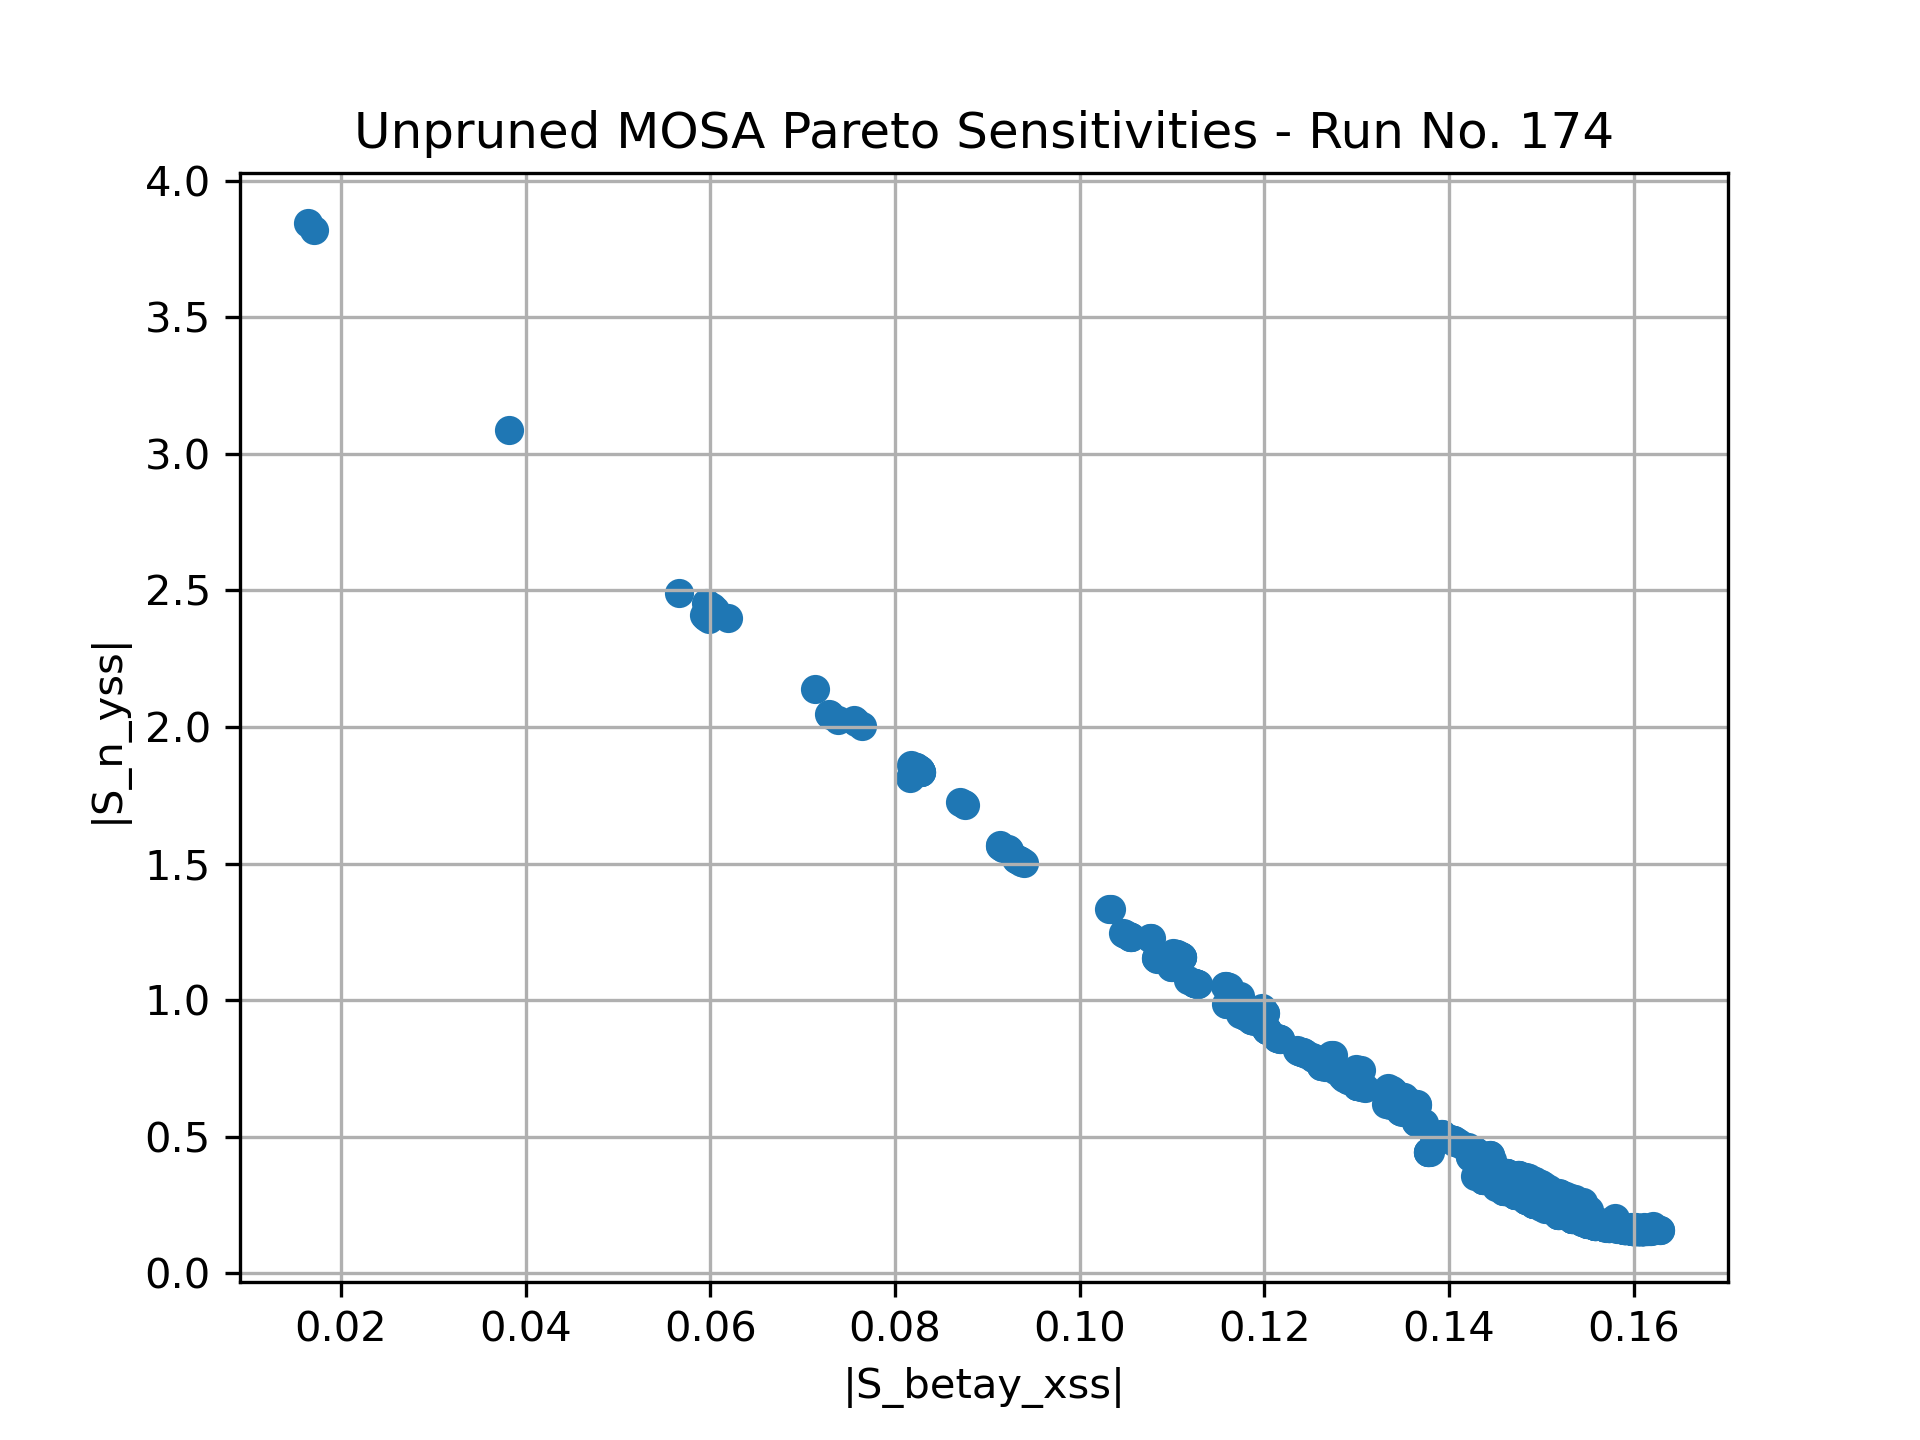 Unpruned MOSA Pareto Sensitivities - Run No. 174
4.0
3.5
3.0
2.5
2.0
1.5
1.0
0.5
0.0
|S_n_yss|
0.02 0.04 0.06 0.08 0.10 0.12 0.14 0.16
|S_betay_xss|